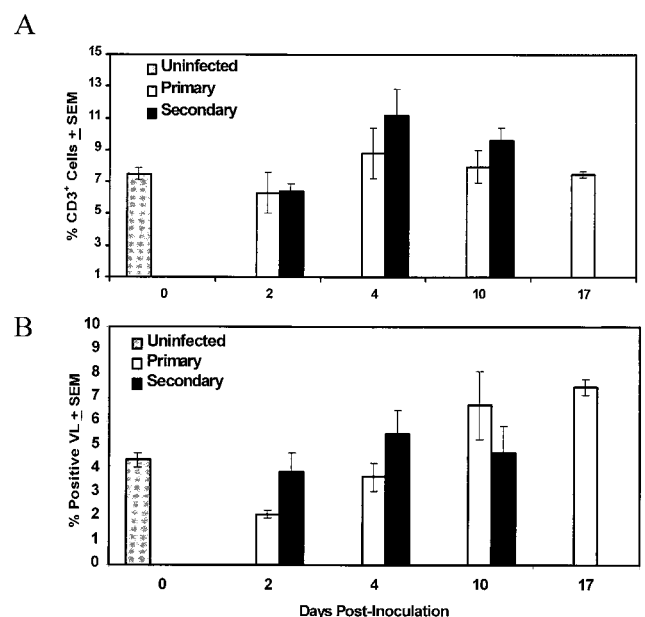 A
15
13
11
9
7
5
3
1
% CD3+ Cells ± SEM
Uninfected
Primary
Secondary
0 2 4 10 17
B
10
9
8
7
6
5
4
3
2
1
0
% Positive VL ± SEM
Uninfected
Primary
Secondary
0 2 4 10 17
Days Post-Inoculation